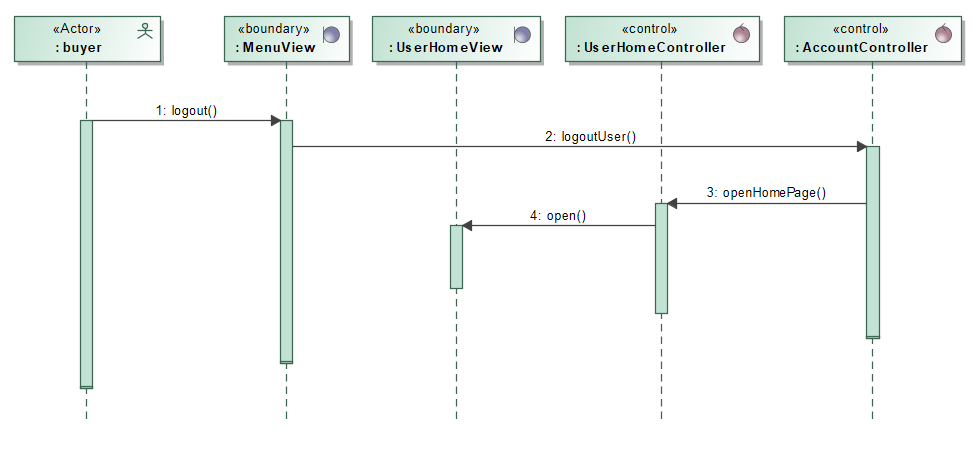 «Actor»
: buyer
«boundary»
: MenuView
«boundary»
: UserHomeView
«control»
: UserHomeController
«control»
: AccountController
1: logout()
2: logoutUser()
3: openHomePage()
4: open()